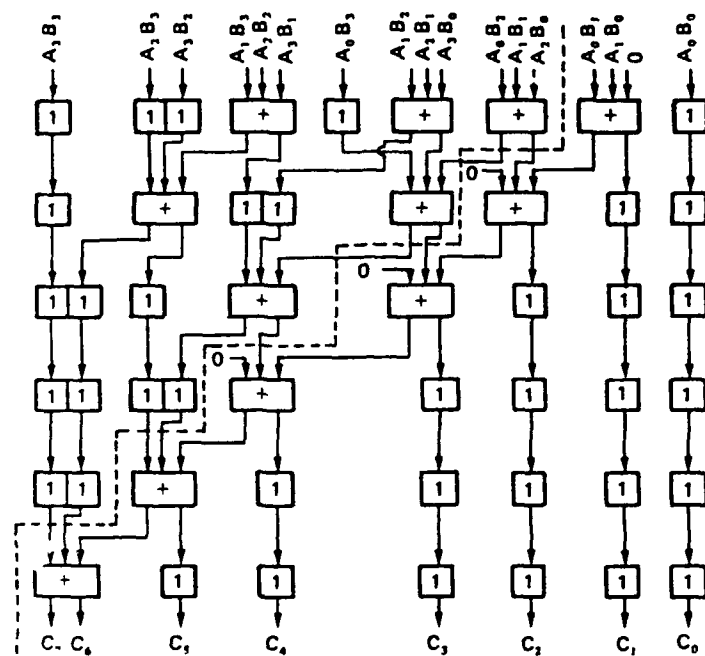 A₃B₃ A₂B₃ A₃B₂ A₁B₃ A₂B₂ A₃B₁ A₀B₃ A₁B₂ A₂B₁ A₃B₀ A₀B₂ A₁B₁ A₂B₀ A₀B₁ A₁B₀ 0 A₀B₀
1 1 1 + 1 + + + 1
0
1 + 1 1 + + 1 1
0
1 1 1 + + 1 1 1
0
1 1 1 1 + 1 1 1 1
1 1 + 1 1 1 1 1
+ 1 1 1 1 1 1
C₆ C₅ C₄ C₃ C₂ C₁ C₀